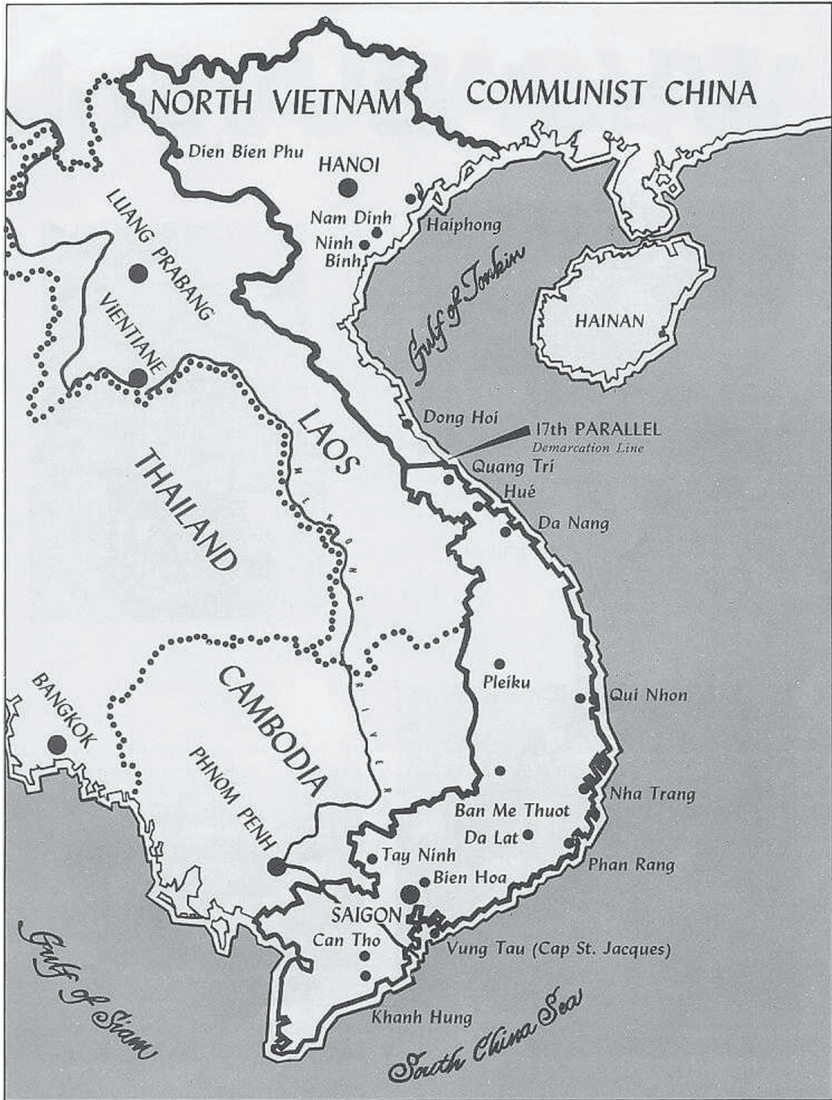 NORTH VIETNAM
COMMUNIST CHINA
Dien Bien Phu
HANOI
LUANG PRABANG
Nam Dinh
Haiphong
Ninh
Binh
Gulf of Tonkin
HAINAN
VIENTIANE
LAOS
Dong Hoi
17th PARALLEL
Demarcation Line
Quang Tri
Hué
Da Nang
THAILAND
MEKONG RIVER
Pleiku
Qui Nhon
CAMBODIA
BANGKOK
PHNOM PENH
Nha Trang
Ban Me Thuot
Da Lat
Tay Ninh
Phan Rang
Bien Hoa
SAIGON
Can Tho
Vung Tau (Cap St. Jacques)
Gulf of Siam
Khanh Hung
South China Sea